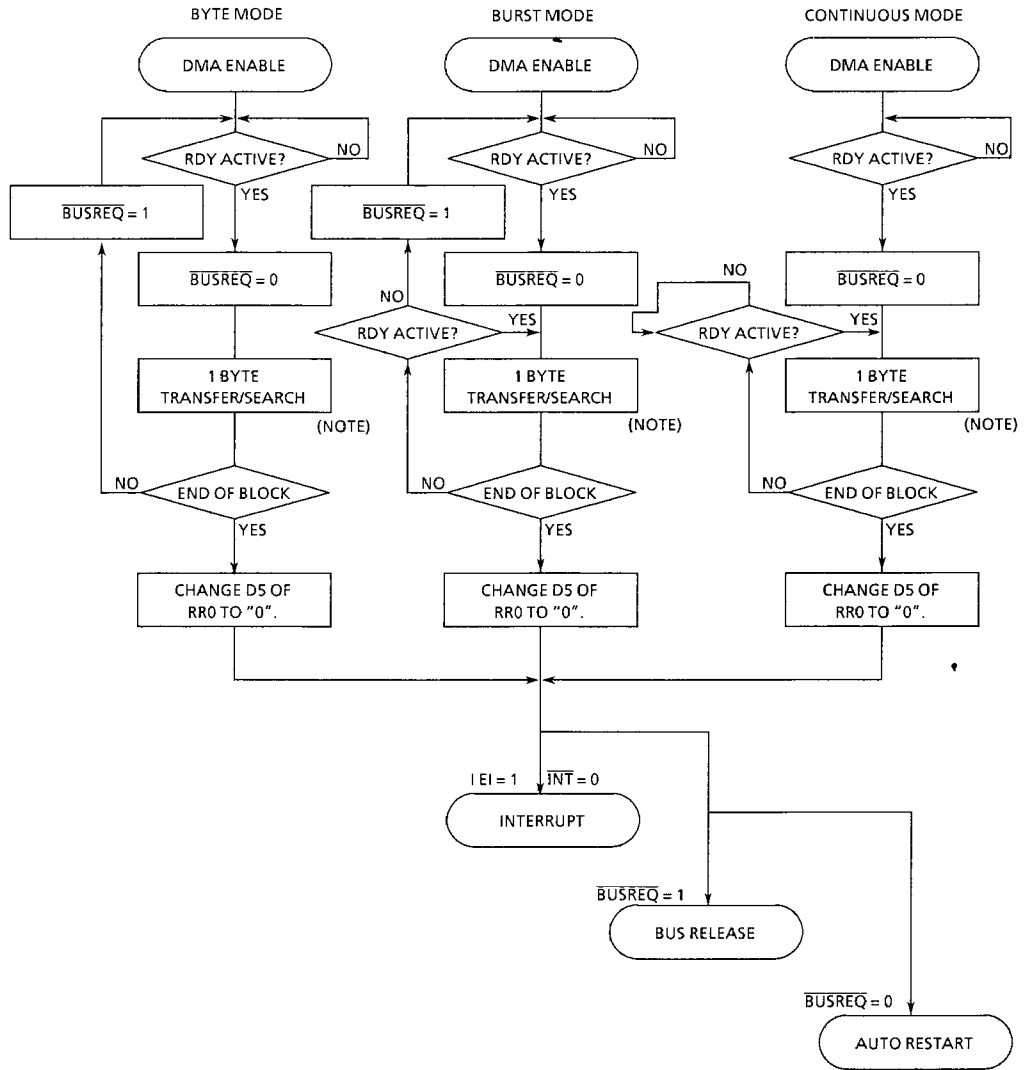 BYTE MODE
BURST MODE
CONTINUOUS MODE
DMA ENABLE
DMA ENABLE
DMA ENABLE
RDY ACTIVE?
NO
RDY ACTIVE?
NO
RDY ACTIVE?
NO
YES
YES
YES
BUSREQ = 1
BUSREQ = 1
BUSREQ = 0
BUSREQ = 0
BUSREQ = 0
NO
NO
RDY ACTIVE?
YES
RDY ACTIVE?
YES
1 BYTE
TRANSFER/SEARCH
1 BYTE
TRANSFER/SEARCH
1 BYTE
TRANSFER/SEARCH
(NOTE)
(NOTE)
(NOTE)
NO
END OF BLOCK
NO
END OF BLOCK
NO
END OF BLOCK
YES
YES
YES
CHANGE D5 OF
RR0 TO "0".
CHANGE D5 OF
RR0 TO "0".
CHANGE D5 OF
RR0 TO "0".
IEI = 1
INT = 0
INTERRUPT
BUSREQ = 1
BUS RELEASE
BUSREQ = 0
AUTO RESTART